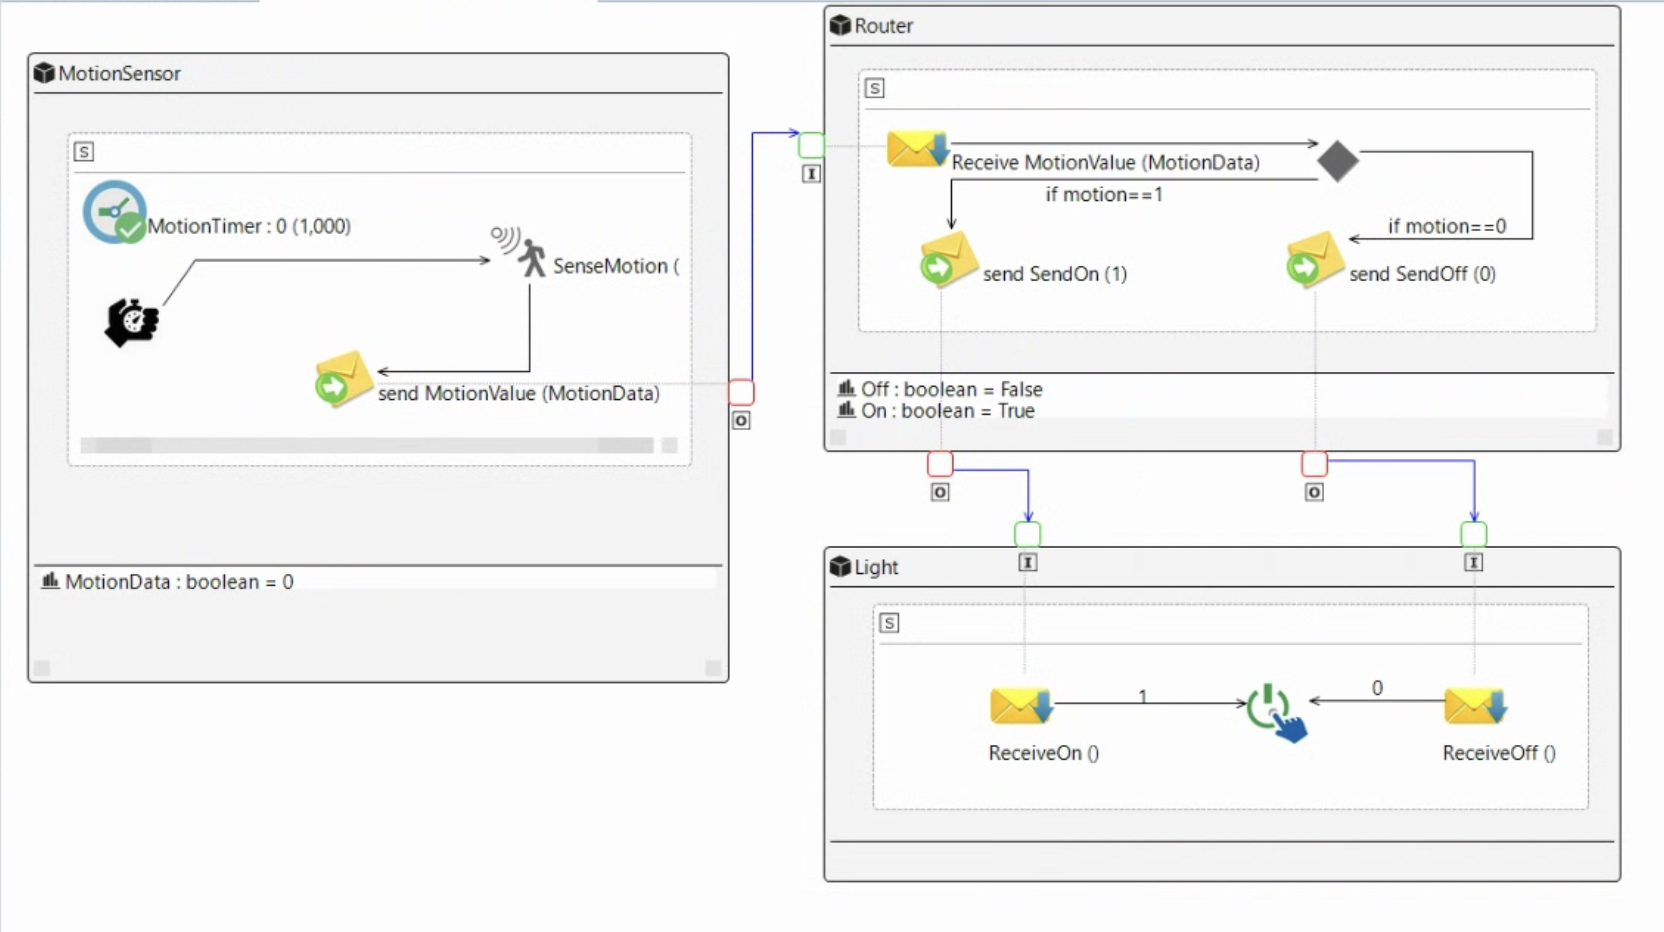 MotionSensor
S
MotionTimer : 0 (1,000)
SenseMotion (
send MotionValue (MotionData)
O
MotionData : boolean = 0
Router
S
I
Receive MotionValue (MotionData)
if motion==1
if motion==0
send SendOn (1)
send SendOff (0)
Off : boolean = False
On : boolean = True
O
O
I
I
Light
S
1
0
ReceiveOn ()
ReceiveOff ()